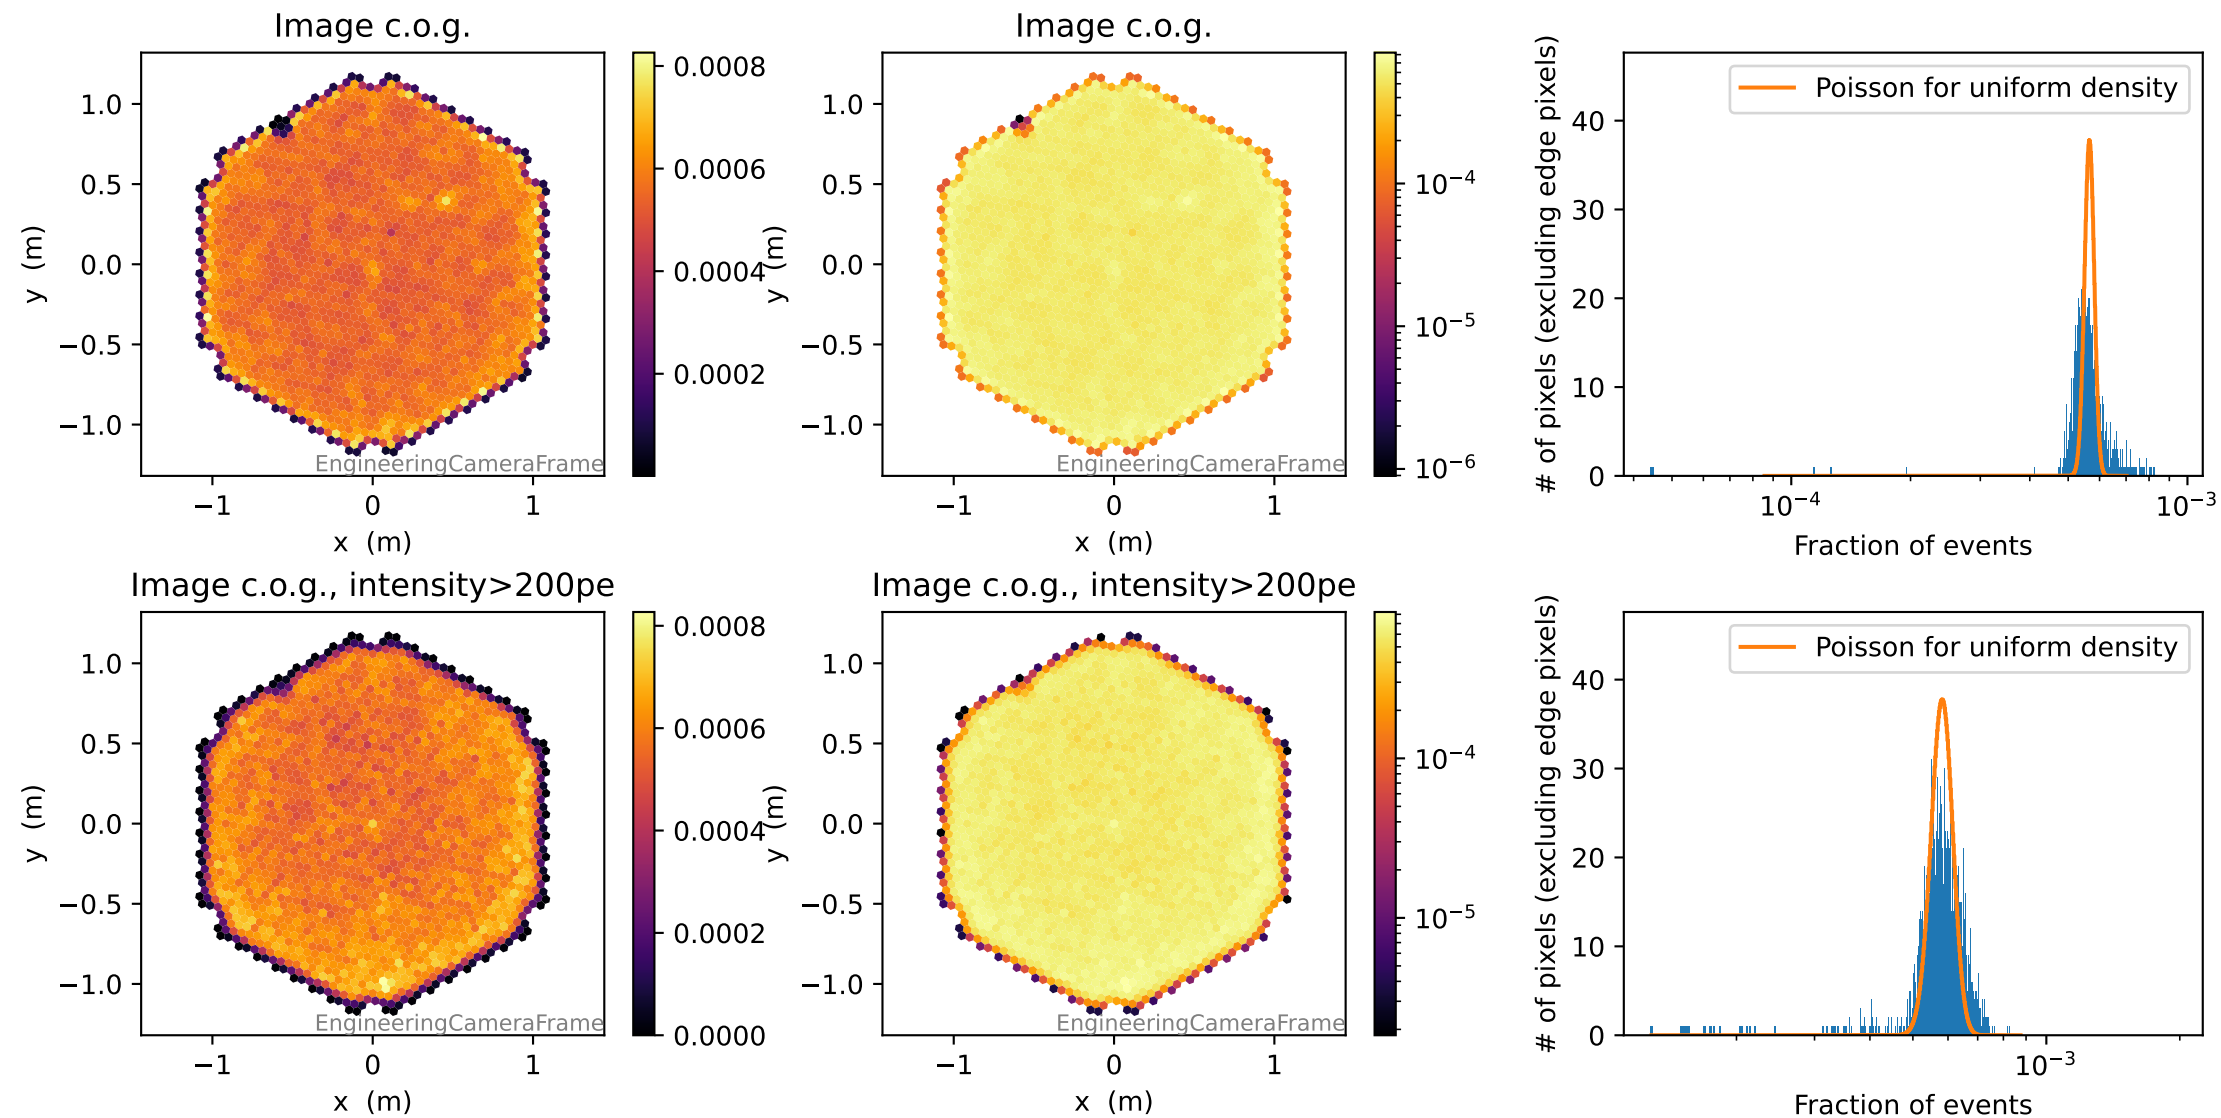 Image c.o.g.
1.0
0.5
0.0
−0.5
−1.0
y (m)
−1
0
1
x (m)
EngineeringCameraFrame
0.0008
0.0006
0.0004
0.0002
Image c.o.g.
1.0
0.5
0.0
−0.5
−1.0
y (m)
−1
0
1
x (m)
EngineeringCameraFrame
10⁻⁴
10⁻⁵
10⁻⁶
Poisson for uniform density
# of pixels (excluding edge pixels)
40
30
20
10
0
10⁻⁴
10⁻³
Fraction of events
Image c.o.g., intensity>200pe
1.0
0.5
0.0
−0.5
−1.0
y (m)
−1
0
1
x (m)
EngineeringCameraFrame
0.0008
0.0006
0.0004
0.0002
0.0000
Image c.o.g., intensity>200pe
1.0
0.5
0.0
−0.5
−1.0
y (m)
−1
0
1
x (m)
EngineeringCameraFrame
10⁻⁴
10⁻⁵
Poisson for uniform density
# of pixels (excluding edge pixels)
40
30
20
10
0
10⁻³
Fraction of events